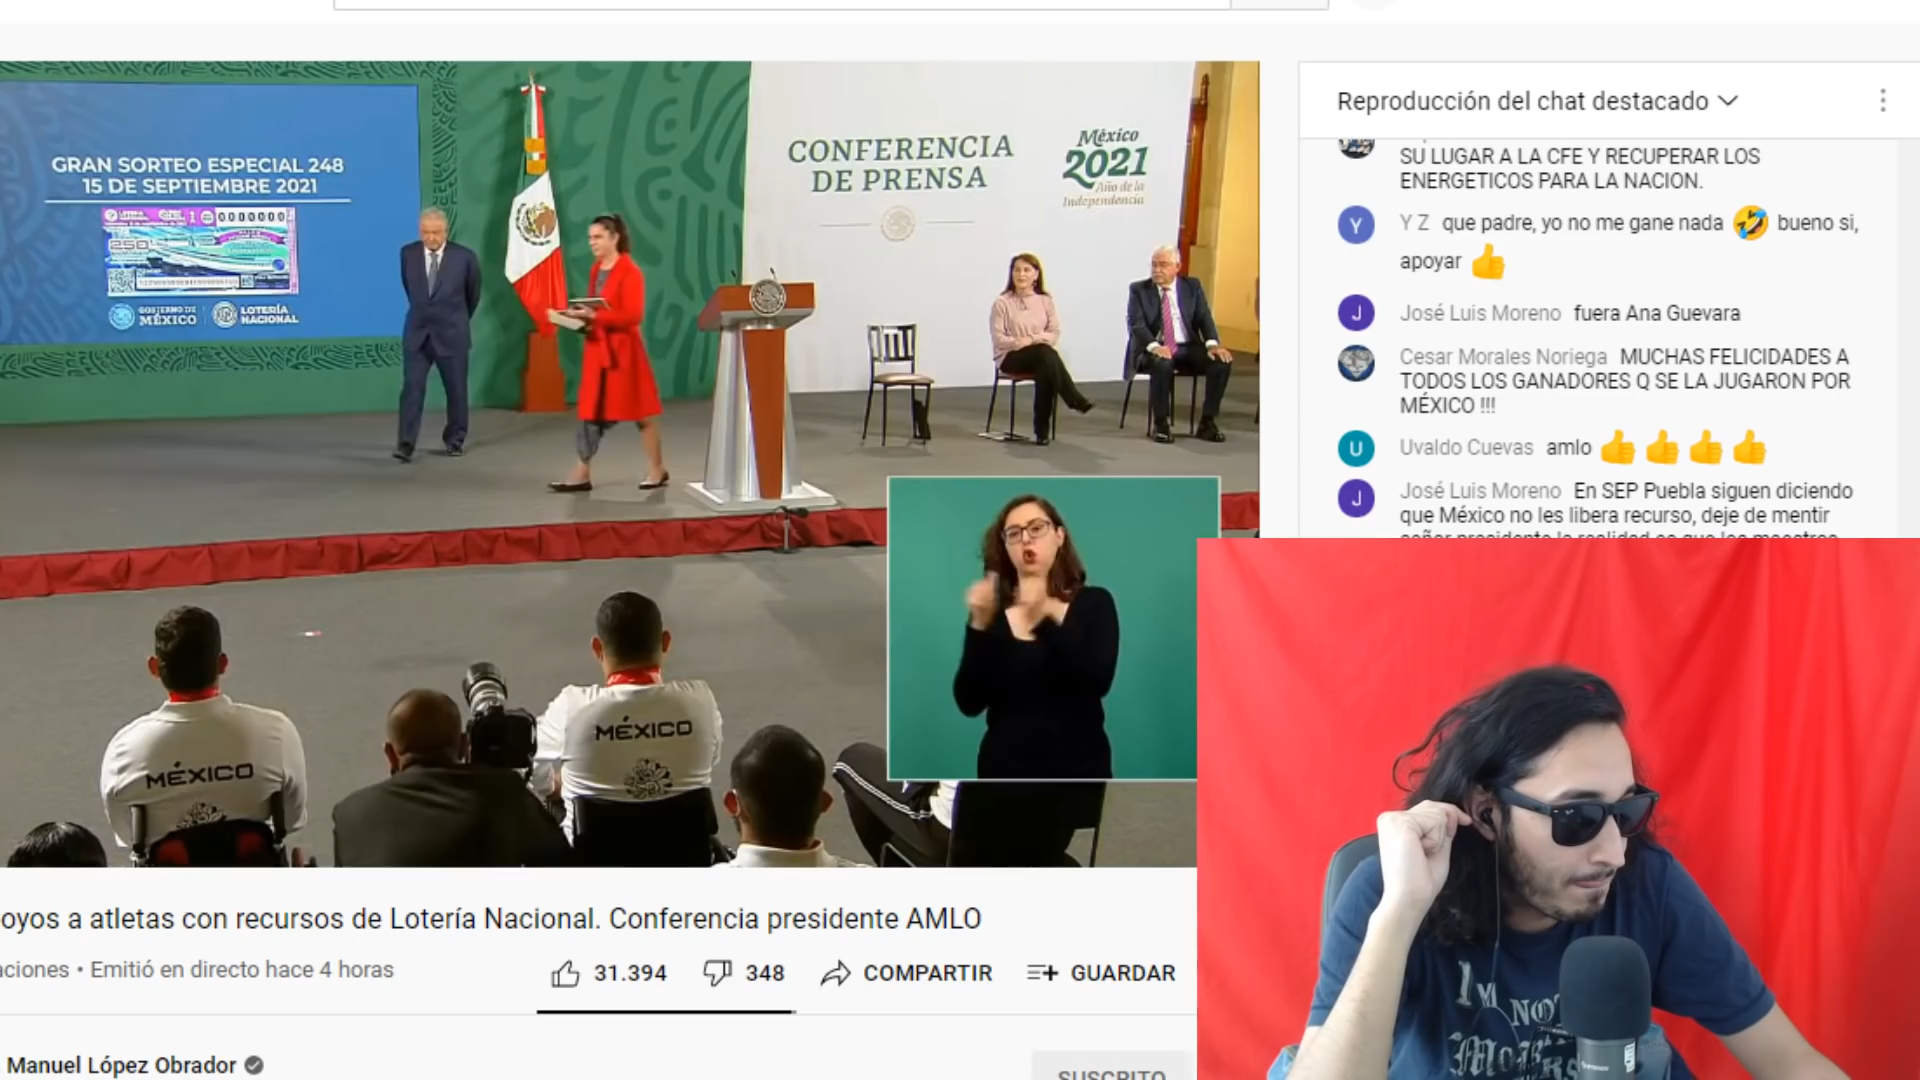 GRAN SORTEO ESPECIAL 248
15 DE SEPTIEMBRE 2021
250
GOBIERNO DE
MÉXICO
LOTERÍA
NACIONAL
CONFERENCIA
DE PRENSA
México
2021
Año de la
Independencia
MÉXICO
MÉXICO
Reproducción del chat destacado
SU LUGAR A LA CFE Y RECUPERAR LOS
ENERGETICOS PARA LA NACION.
Y
Y Z que padre, yo no me gane nada 🤣 bueno si,
apoyar 👍
J
José Luis Moreno fuera Ana Guevara
Cesar Morales Noriega MUCHAS FELICIDADES A
TODOS LOS GANADORES Q SE LA JUGARON POR
MÉXICO !!!
U
Uvaldo Cuevas amlo 👍👍👍👍
J
José Luis Moreno En SEP Puebla siguen diciendo
que México no les libera recurso, deje de mentir
oyos a atletas con recursos de Lotería Nacional. Conferencia presidente AMLO
aciones • Emitió en directo hace 4 horas
31.394
348
COMPARTIR
GUARDAR
Manuel López Obrador
SUSCRITO
I'M NOT